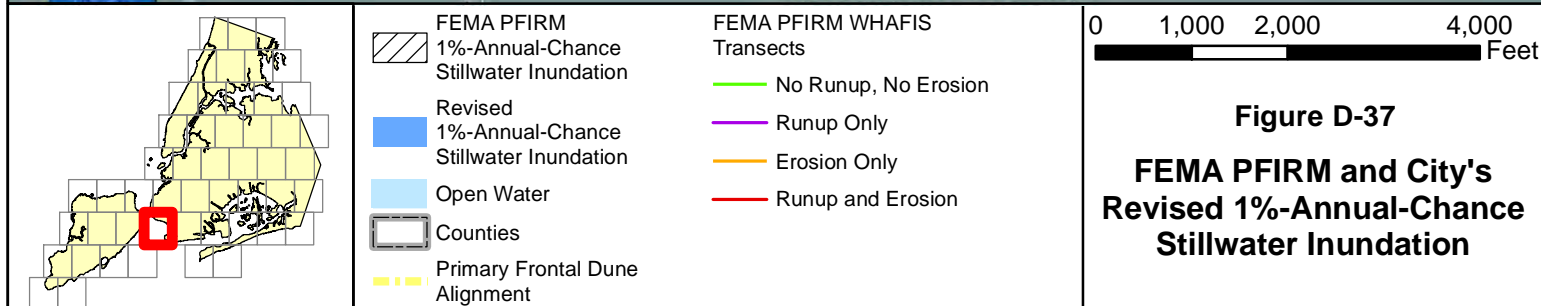 FEMA PFIRM
1%-Annual-Chance
Stillwater Inundation
Revised
1%-Annual-Chance
Stillwater Inundation
Open Water
Counties
Primary Frontal Dune
Alignment
FEMA PFIRM WHAFIS
Transects
No Runup, No Erosion
Runup Only
Erosion Only
Runup and Erosion
0 1,000 2,000 4,000
Feet
Figure D-37
FEMA PFIRM and City's
Revised 1%-Annual-Chance
Stillwater Inundation